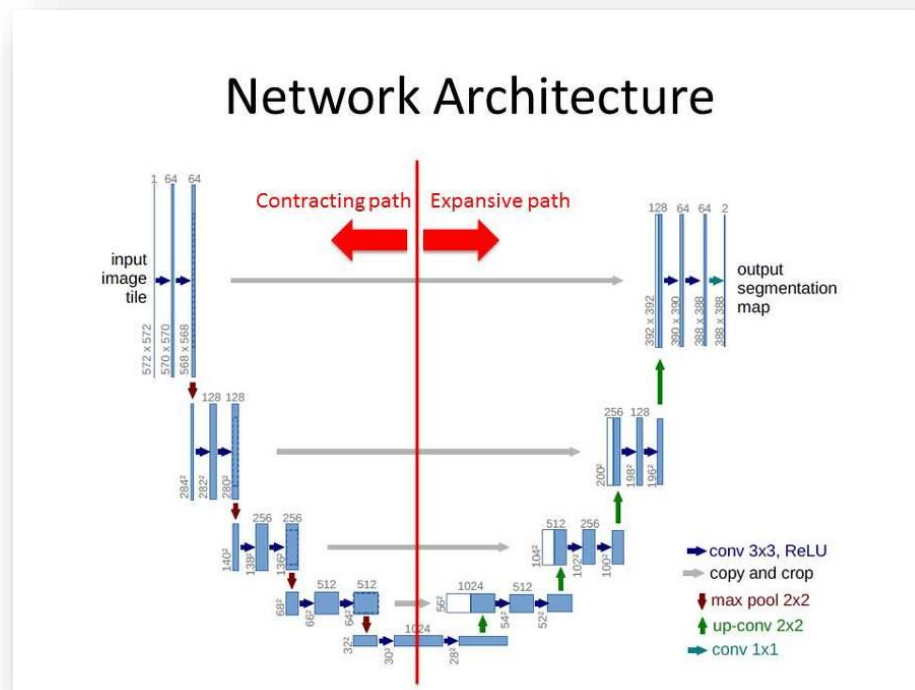 Network Architecture
Contracting path
Expansive path
1 64 64
128 64 64 2
input
image
tile
output
segmentation
map
572 x 572
570 x 570
568 x 568
392 x 392
390 x 390
388 x 388
388 x 388
128 128
256 128
284²
282²
280²
200²
198²
196²
256 256
512 256
140²
138²
136²
104²
102²
100²
512 512
1024 512
68²
66²
64²
56²
54²
52²
1024
32²
30²
28²
conv 3x3, ReLU
copy and crop
max pool 2x2
up-conv 2x2
conv 1x1